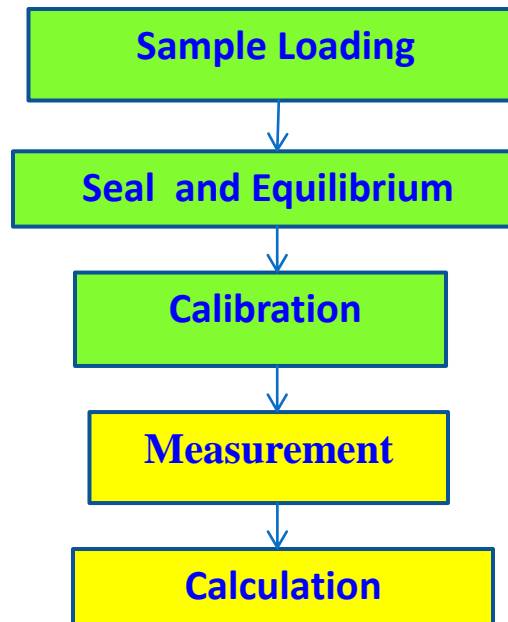 Sample Loading
Seal and Equilibrium
Calibration
Measurement
Calculation